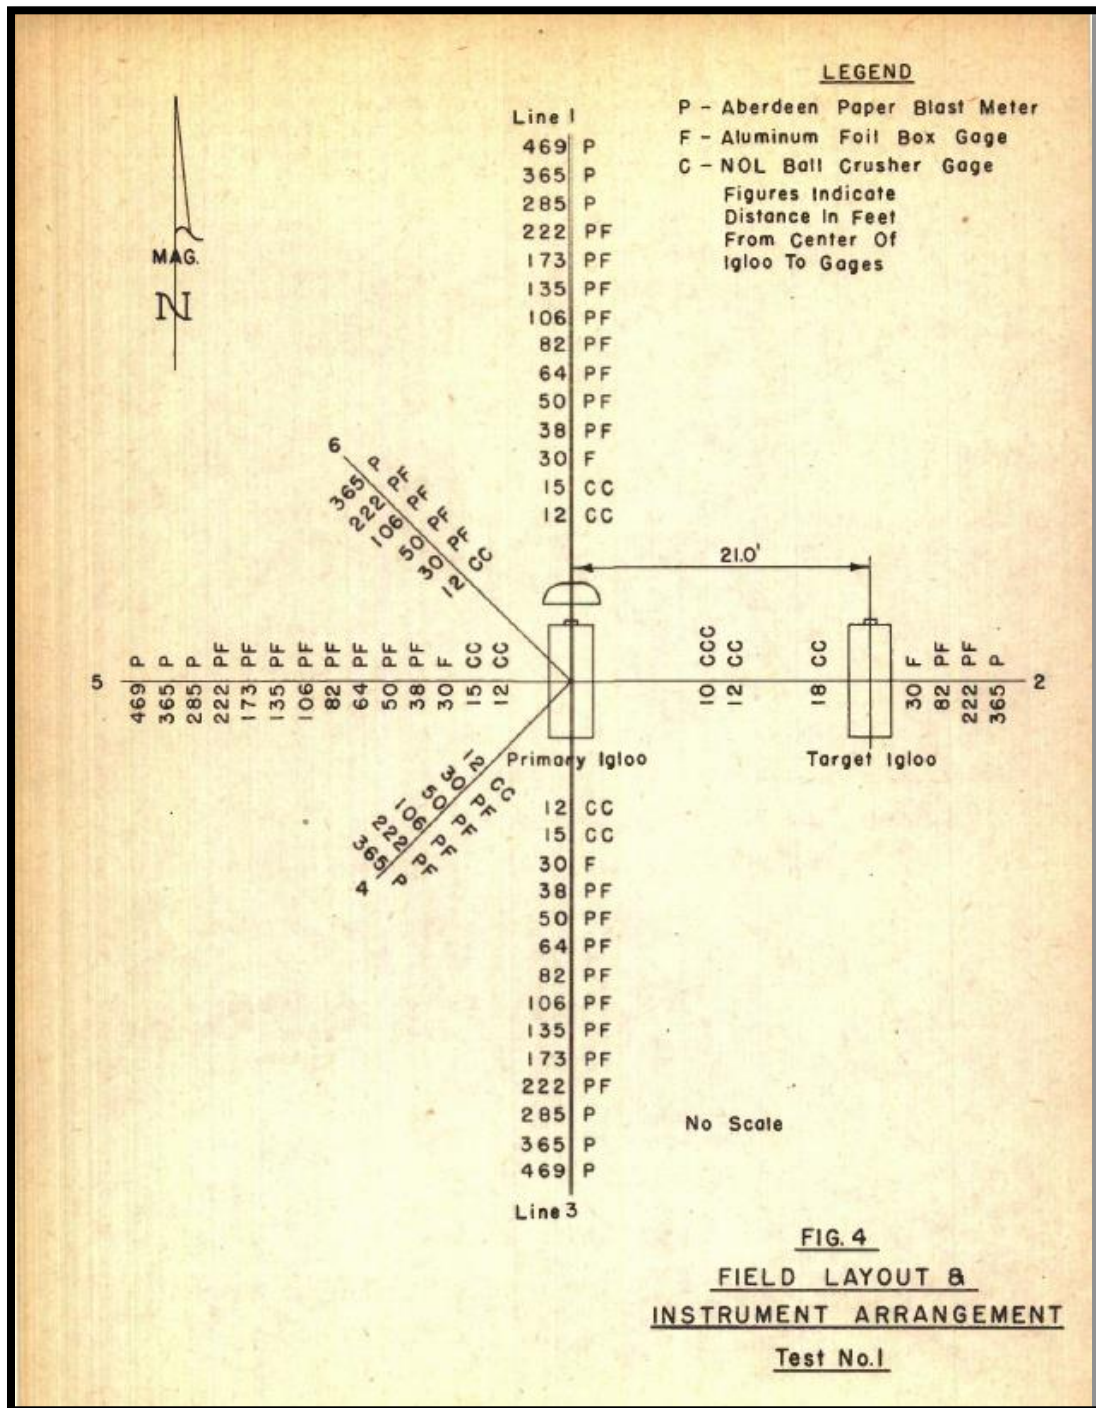 LEGEND
P - Aberdeen Paper Blast Meter
F - Aluminum Foil Box Gage
C - NOL Ball Crusher Gage
Figures Indicate
Distance In Feet
From Center Of
Igloo To Gages
MAG.
N
Line 1
469 P
365 P
285 P
222 PF
173 PF
135 PF
106 PF
82 PF
64 PF
50 PF
38 PF
30 F
15 CC
12 CC
6
365 P
222 PF
106 PF
50 PF
30 PF
12 CC
21.0'
5
469 P
365 P
285 P
222 PF
173 PF
135 PF
106 PF
82 PF
64 PF
50 PF
38 PF
30 F
15 CC
12 CC
10 CCC
12 CC
18 CC
30 F
82 PF
222 PF
365 P
2
Primary Igloo
Target Igloo
12 CC
30 PF
50 PF
106 PF
222 PF
365 P
4
12 CC
15 CC
30 F
38 PF
50 PF
64 PF
82 PF
106 PF
135 PF
173 PF
222 PF
285 P
365 P
469 P
Line 3
No Scale
FIG. 4
FIELD LAYOUT &
INSTRUMENT ARRANGEMENT
Test No.1